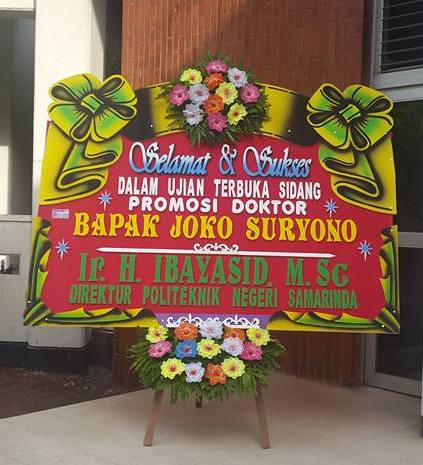 Selamat & Sukses
DALAM UJIAN TERBUKA SIDANG
PROMOSI DOKTOR
BAPAK JOKO SURYONO
Ir. H. IBAYASID, M.Sc
DIREKTUR POLITEKNIK NEGERI SAMARINDA